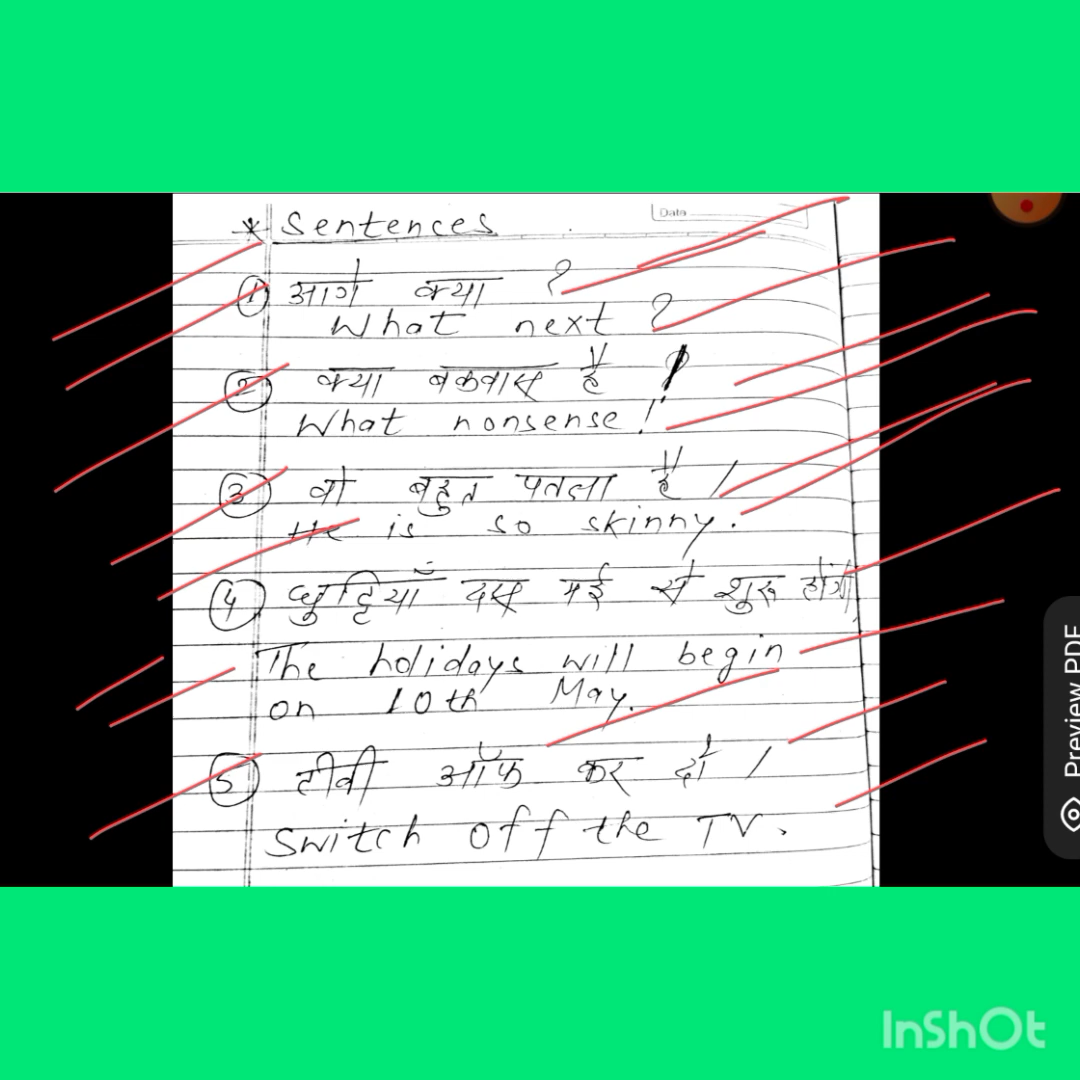 Data
* Sentences
① आगे क्या ?
What next ?
② क्या बकवास है !
What nonsense !
③ वो बहुत पतला है ।
He is so skinny.
④ छुट्टियाँ दस मई से शुरू होंगी
The holidays will begin
on 10th May.
⑤ टीवी ऑफ कर दो ।
Switch off the TV.
Preview PDF
InShOt